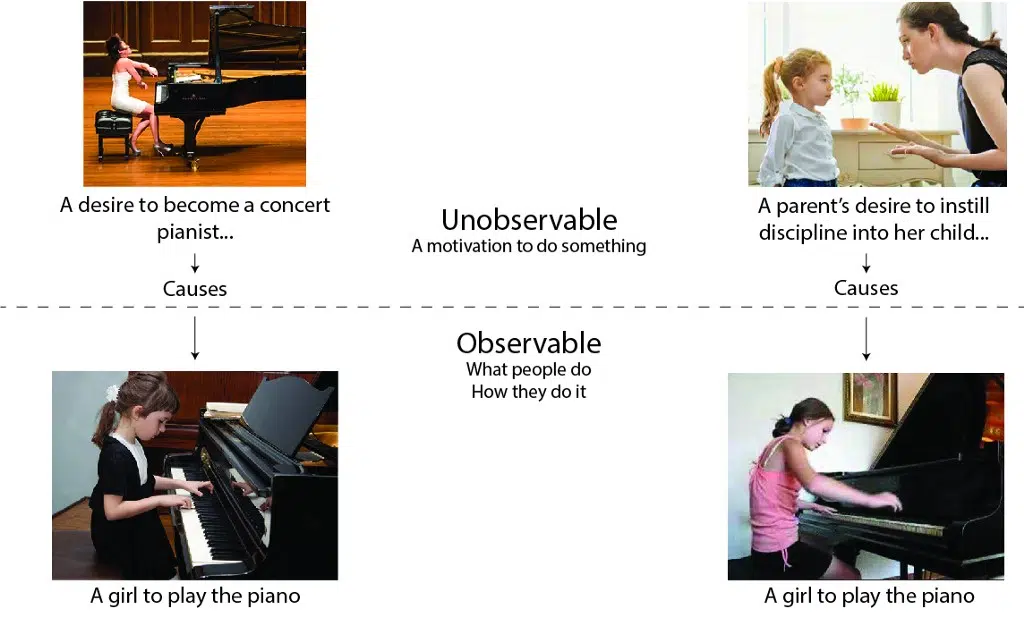 A desire to become a concert
pianist...
Causes
Unobservable
A motivation to do something
A parent’s desire to instill
discipline into her child...
Causes
Observable
What people do
How they do it
A girl to play the piano
A girl to play the piano